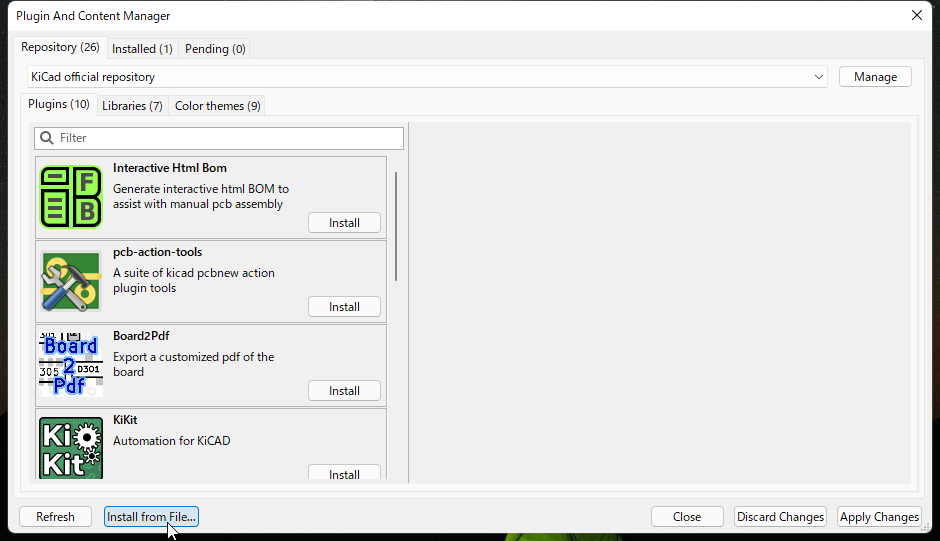 Plugin And Content Manager
Repository (26) Installed (1) Pending (0)
KiCad official repository
Manage
Plugins (10) Libraries (7) Color themes (9)
Filter
F
B
Interactive Html Bom
Generate interactive html BOM to
assist with manual pcb assembly
Install
pcb-action-tools
A suite of kicad pcbnew action
plugin tools
Install
Board
2
Pdf
305
D301
Board2Pdf
Export a customized pdf of the
board
Install
Ki
Kit
KiKit
Automation for KiCAD
Install
Refresh Install from File... Close Discard Changes Apply Changes